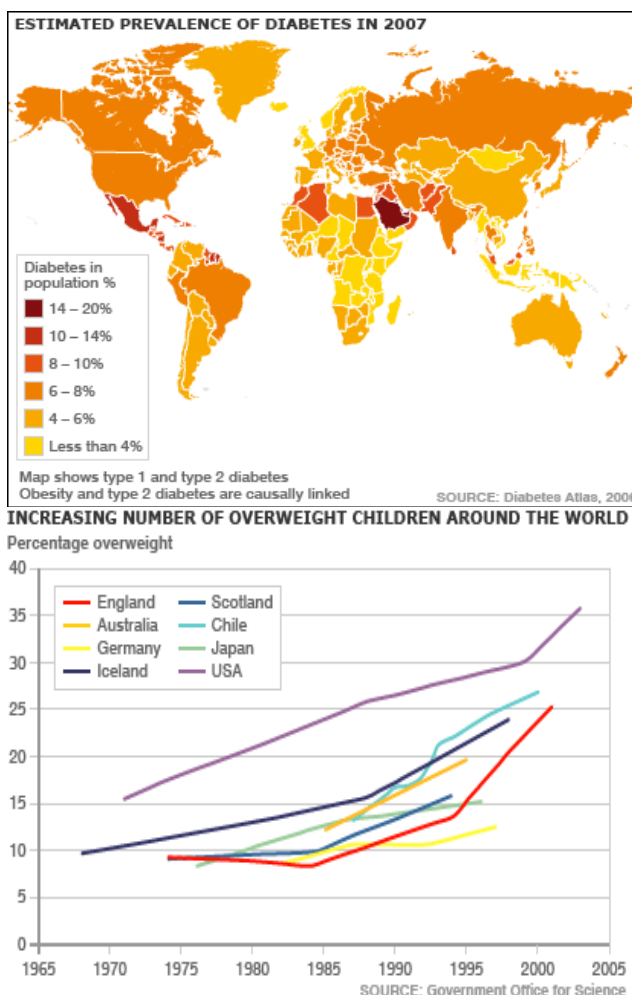 ESTIMATED PREVALENCE OF DIABETES IN 2007
Diabetes in
population %
14 – 20%
10 – 14%
8 – 10%
6 – 8%
4 – 6%
Less than 4%
Map shows type 1 and type 2 diabetes
Obesity and type 2 diabetes are causally linked
SOURCE: Diabetes Atlas, 2006
INCREASING NUMBER OF OVERWEIGHT CHILDREN AROUND THE WORLD
Percentage overweight
40
35
30
25
20
15
10
5
0
England
Scotland
Australia
Chile
Germany
Japan
Iceland
USA
1965 1970 1975 1980 1985 1990 1995 2000 2005
SOURCE: Government Office for Science